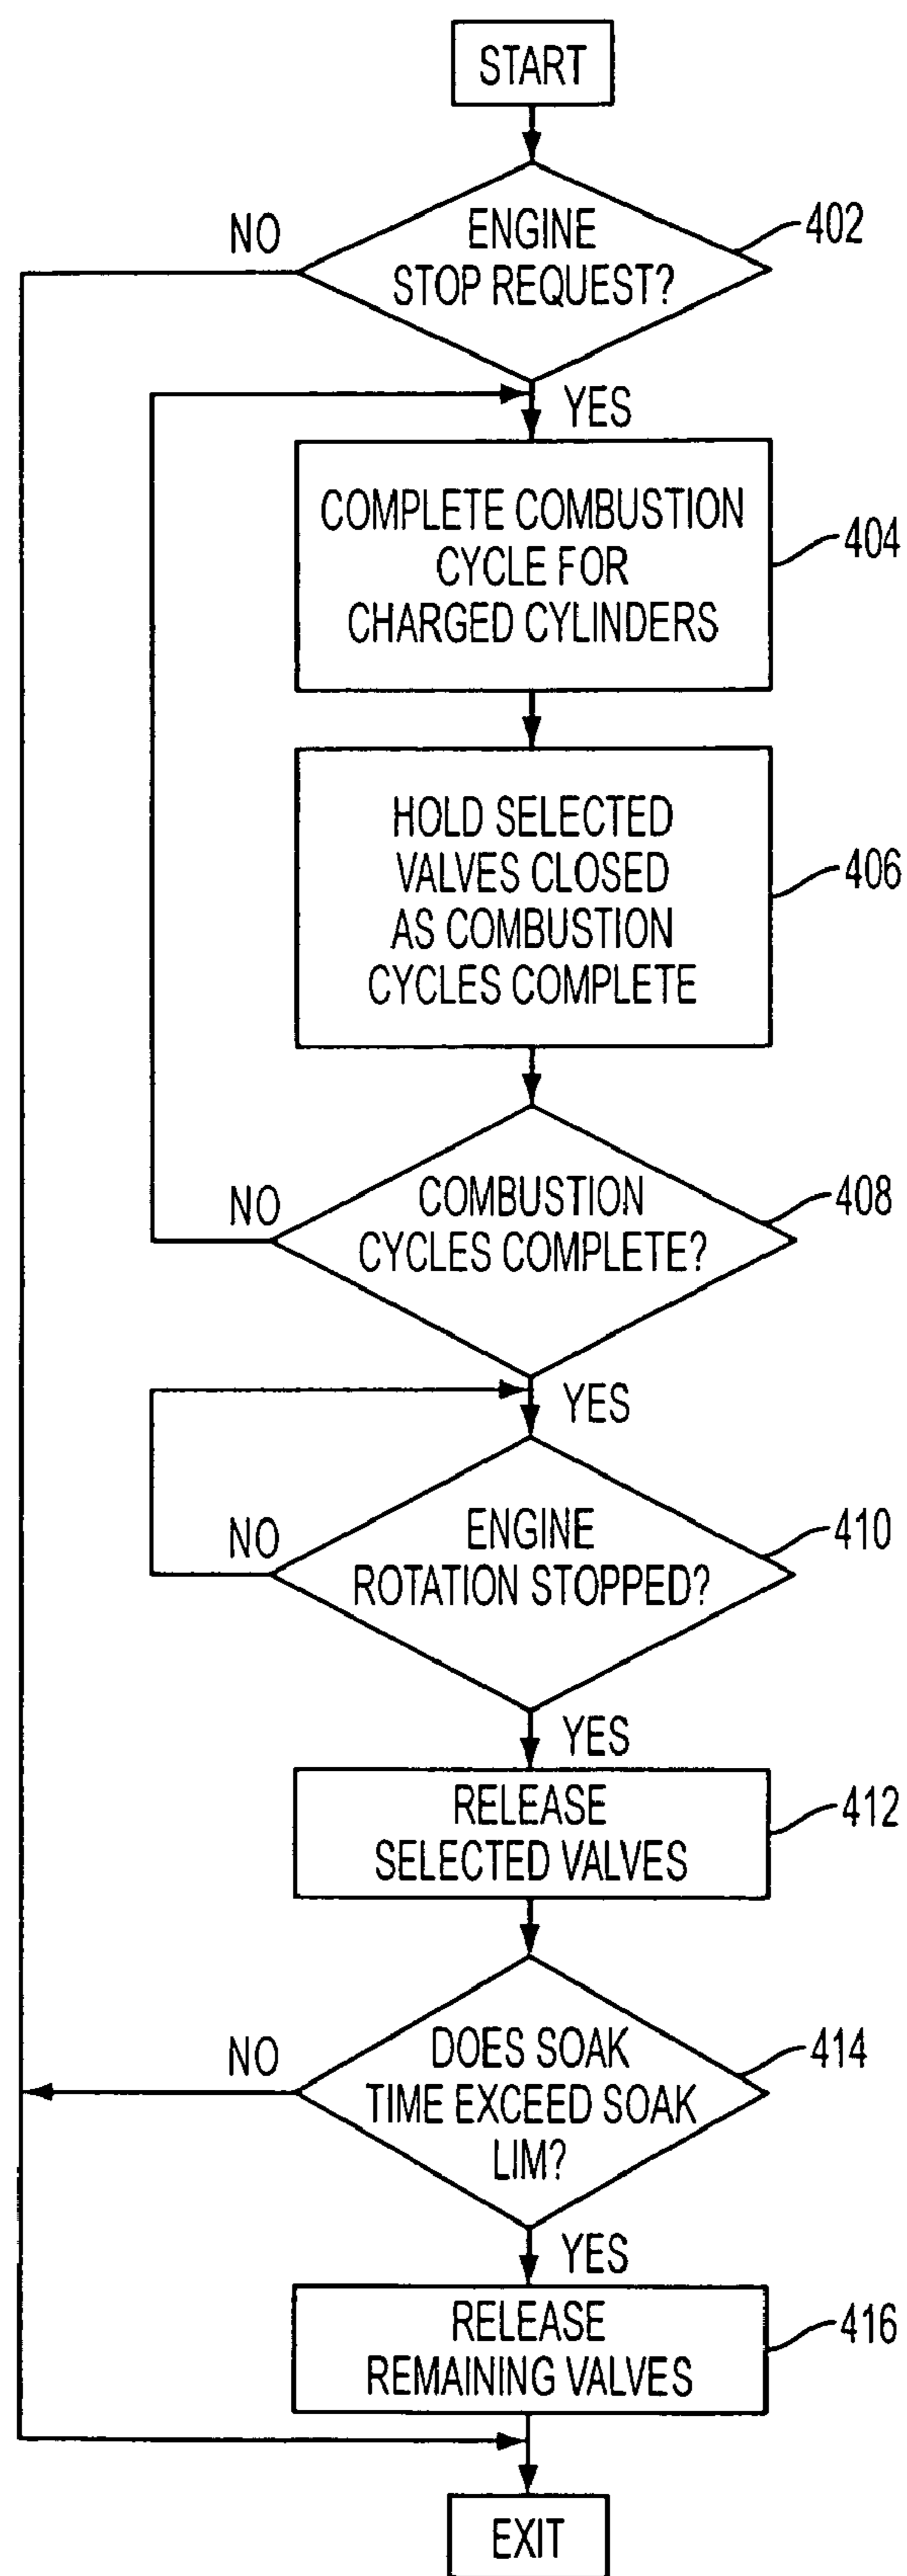 START
ENGINE
STOP REQUEST?
402
NO
YES
COMPLETE COMBUSTION
CYCLE FOR
CHARGED CYLINDERS
404
HOLD SELECTED
VALVES CLOSED
AS COMBUSTION
CYCLES COMPLETE
406
COMBUSTION
CYCLES COMPLETE?
408
NO
YES
ENGINE
ROTATION STOPPED?
410
NO
YES
RELEASE
SELECTED VALVES
412
DOES SOAK
TIME EXCEED SOAK
LIM?
414
NO
YES
RELEASE
REMAINING VALVES
416
EXIT